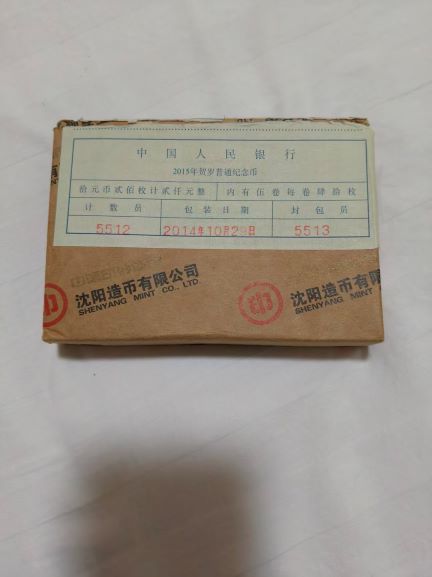 中国人民银行
2015年贺岁普通纪念币
拾元币贰佰枚计贰仟元整 内有伍卷每卷肆拾枚
计数员 包装日期 封包员
5512 2014年10月29日 5513
沈阳造币有限公司
SHENYANG MINT CO., LTD.
沈阳造币有限
SHENYANG MINT